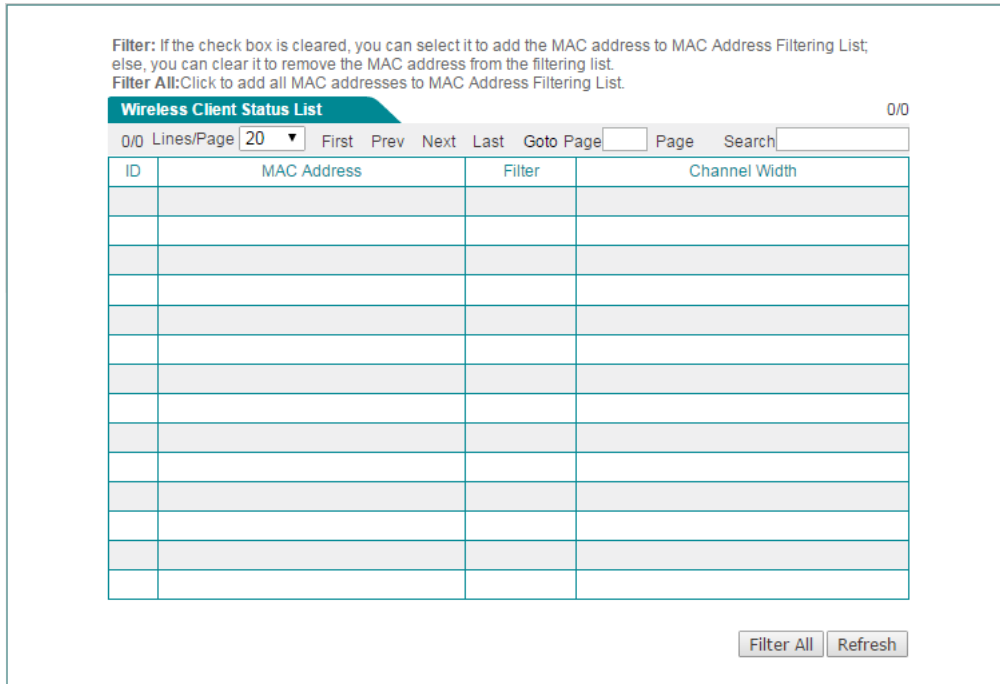 Filter: If the check box is cleared, you can select it to add the MAC address to MAC Address Filtering List;
else, you can clear it to remove the MAC address from the filtering list.
Filter All:Click to add all MAC addresses to MAC Address Filtering List.
Wireless Client Status List 0/0
0/0 Lines/Page 20 First Prev Next Last Goto Page Page Search
ID MAC Address Filter Channel Width
Filter All Refresh